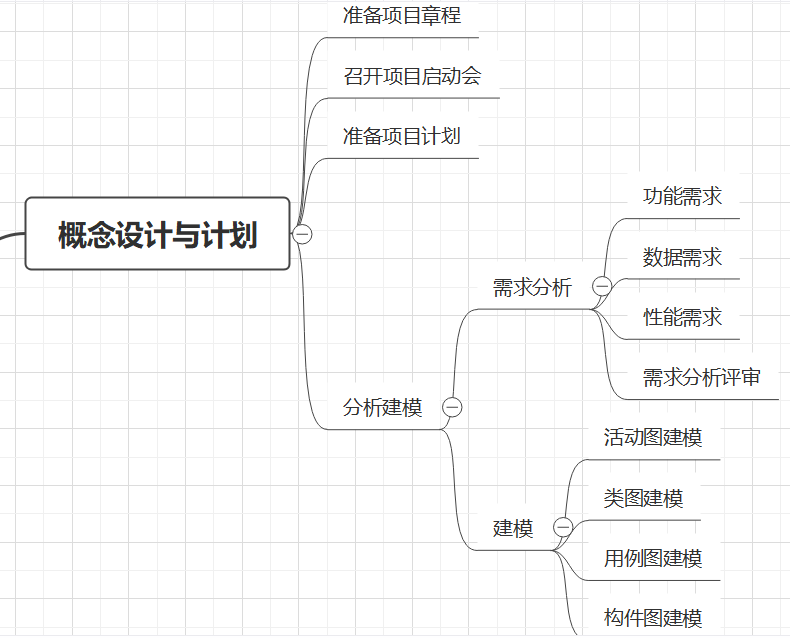 准备项目章程
召开项目启动会
准备项目计划
概念设计与计划
功能需求
数据需求
需求分析
性能需求
需求分析评审
分析建模
活动图建模
类图建模
建模
用例图建模
构件图建模